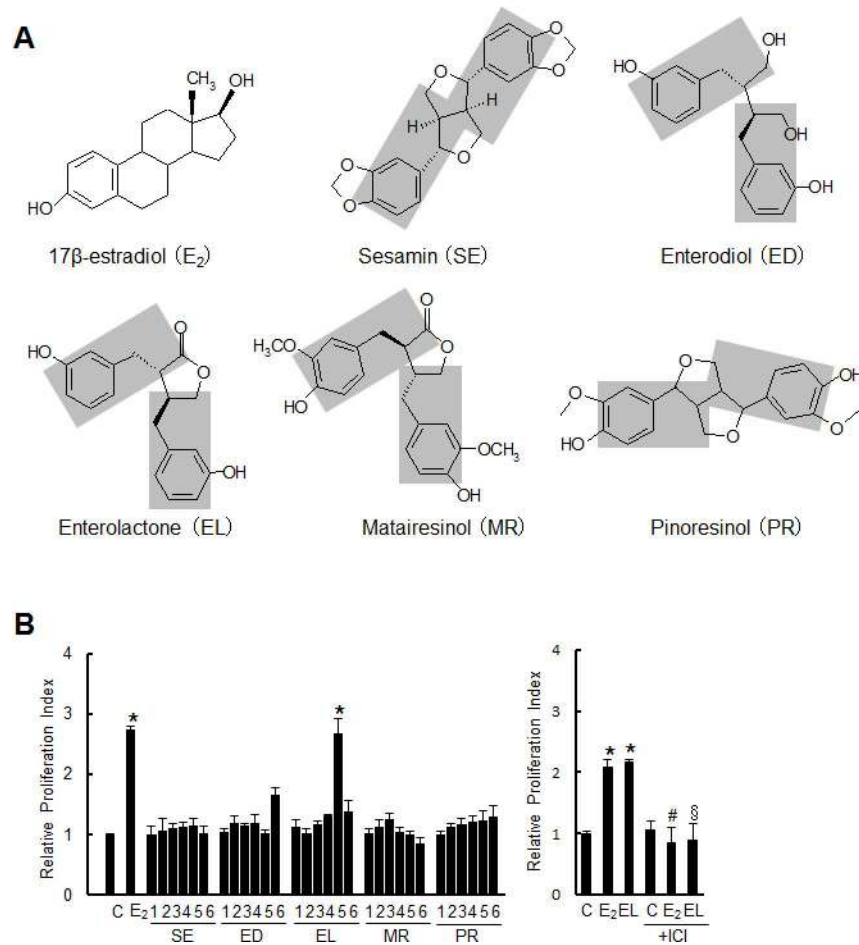 A
CH3
OH
HO
17β-estradiol (E2)
O
O
O
H
H
O
O
O
Sesamin (SE)
OH
HO
OH
OH
Enterodiol (ED)
O
HO
O
OH
Enterolactone (EL)
O
H3CO
O
HO
OCH3
OH
Matairesinol (MR)
O
OH
O
O
HO
O
Pinoresinol (PR)
B
Relative Proliferation Index
4
3
2
1
0
*
*
C E2 1 2 3 4 5 6 1 2 3 4 5 6 1 2 3 4 5 6 1 2 3 4 5 6 1 2 3 4 5 6
SE ED EL MR PR
Relative Proliferation Index
4
3
2
1
0
* *
# §
C E2 EL C E2 EL
+ICI